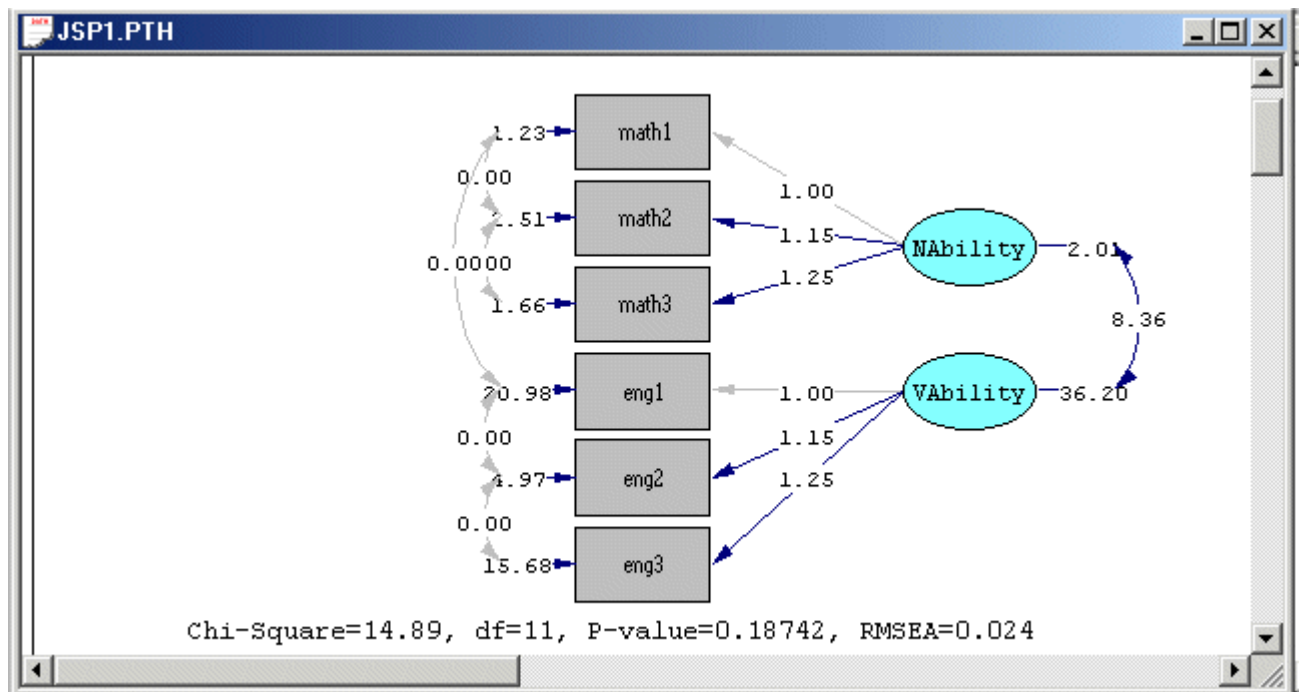 JSP1.PTH
1.23 math1
0.00 1.00
math2 1.15 NAbility 2.01
0.0000 1.25
1.66 math3 8.36
20.98 eng1 1.00 VAbility 36.20
0.00 1.15
4.97 eng2 1.25
0.00
15.68 eng3
Chi-Square=14.89, df=11, P-value=0.18742, RMSEA=0.024